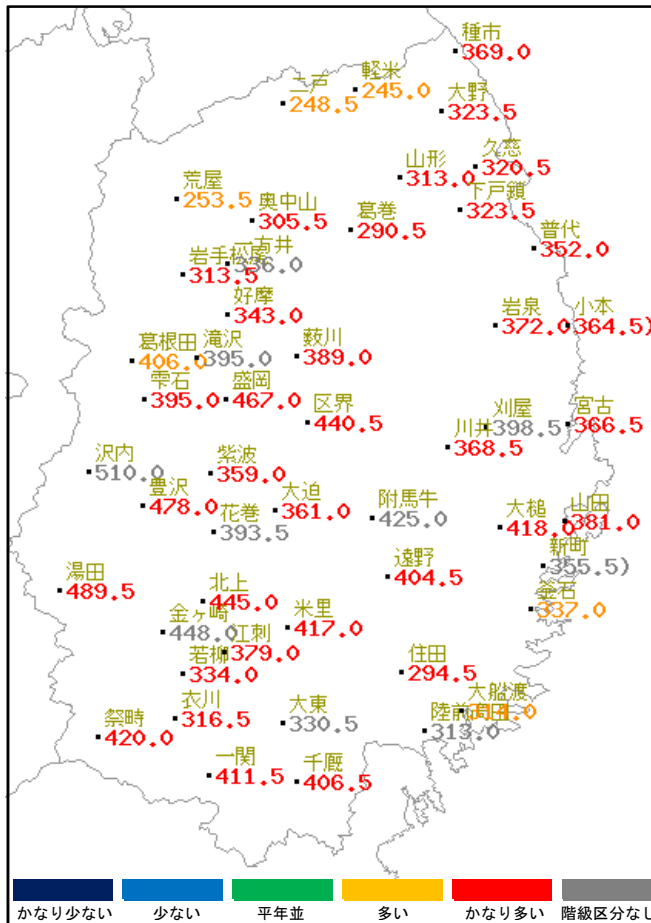 種市
369.0
軽米
245.0
二戸
248.5
大野
323.5
久慈
320.5
山形
313.0
荒屋
253.5
奥中山
305.5
葛巻
290.5
下戸鎖
323.5
普代
352.0
一方井
336.0
岩手松尾
313.5
好摩
343.0
岩泉
372.0
小本
364.5)
葛根田
406.0
滝沢
395.0
薮川
389.0
雫石
395.0
盛岡
467.0
区界
440.5
刈屋
398.5
宮古
366.5
川井
368.5
沢内
510.0
紫波
359.0
豊沢
478.0
大迫
361.0
花巻
393.5
附馬牛
425.0
大槌
418.0
山田
381.0
新町
355.5)
湯田
489.5
遠野
404.5
釜石
337.0
北上
445.0
金ヶ崎
448.0
米里
417.0
江刺
379.0
若柳
334.0
住田
294.5
大船渡
陸前高田
313.0
衣川
316.5
大東
330.5
祭畤
420.0
一関
411.5
千厩
406.5
かなり少ない 少ない 平年並 多い かなり多い 階級区分なし